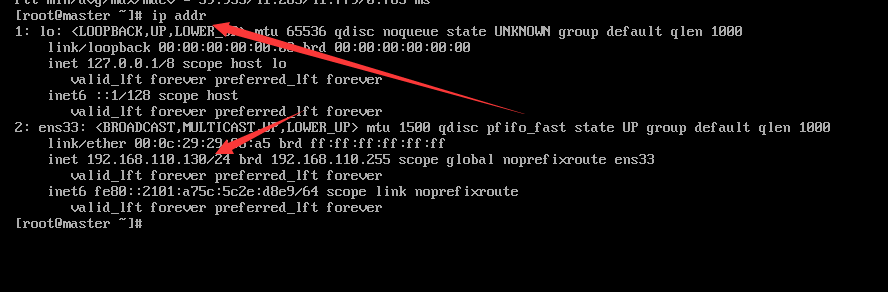 [root@master ~]# ip addr
1: lo: <LOOPBACK,UP,LOWER_UP> mtu 65536 qdisc noqueue state UNKNOWN group default qlen 1000
link/loopback 00:00:00:00:00:00 brd 00:00:00:00:00:00
inet 127.0.0.1/8 scope host lo
valid_lft forever preferred_lft forever
inet6 ::1/128 scope host
valid_lft forever preferred_lft forever
2: ens33: <BROADCAST,MULTICAST,UP,LOWER_UP> mtu 1500 qdisc pfifo_fast state UP group default qlen 1000
link/ether brd ff:ff:ff:ff:ff:ff
inet 192.168.110.130/24 brd 192.168.110.255 scope global noprefixroute ens33
valid_lft forever preferred_lft forever
inet6 fe80::2101:a75c:5c2e:d8e9/64 scope link noprefixroute
valid_lft forever preferred_lft forever
[root@master ~]#